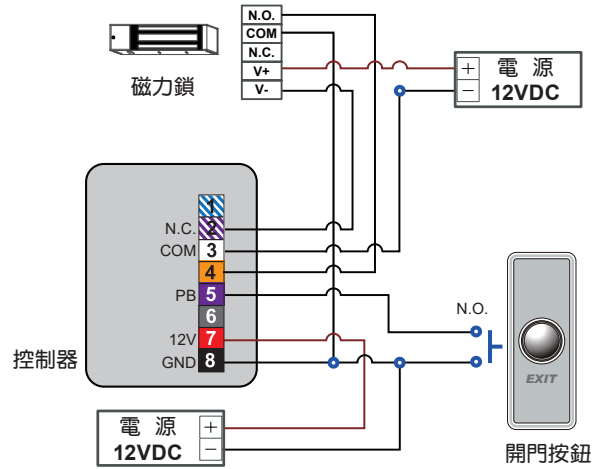 N.O.
COM
N.C.
V+
V-
磁力鎖
+ 電 源
− 12VDC
1
N.C. 2
COM 3
4
PB 5
6
12V 7
GND 8
控制器
N.O.
EXIT
開門按鈕
電 源 +
12VDC −